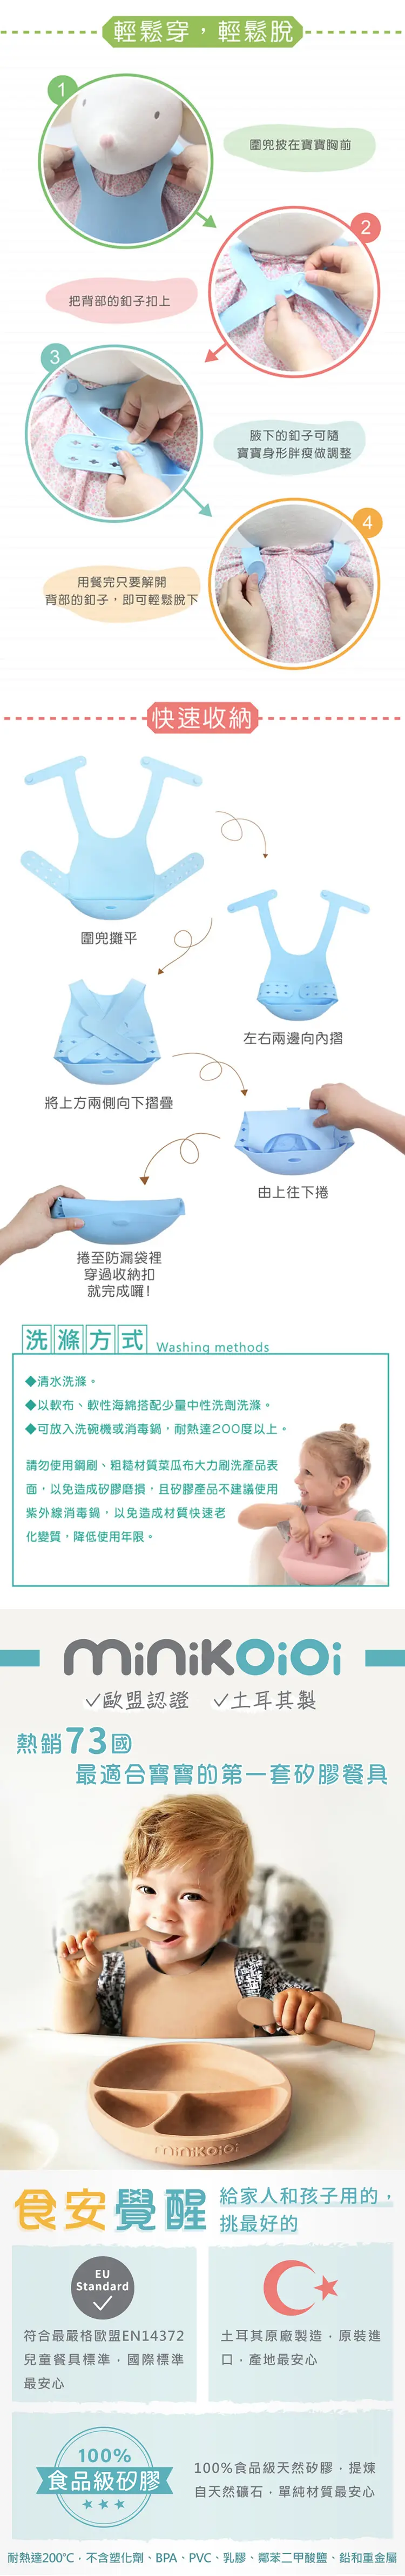 輕鬆穿，輕鬆脫
1
圍兜披在寶寶胸前
2
把背部的釦子扣上
3
腋下的釦子可隨
寶寶身形胖瘦做調整
4
用餐完只要解開
背部的釦子，即可輕鬆脫下
快速收納
圍兜攤平
左右兩邊向內摺
將上方兩側向下摺疊
由上往下捲
捲至防漏袋裡
穿過收納扣
就完成囉!
洗滌方式 Washing methods
◆清水洗滌。
◆以軟布、軟性海綿搭配少量中性洗劑洗滌。
◆可放入洗碗機或消毒鍋，耐熱達200度以上。
請勿使用鋼刷、粗糙材質菜瓜布大力刷洗產品表
面，以免造成矽膠磨損，且矽膠產品不建議使用
紫外線消毒鍋，以免造成材質快速老
化變質，降低使用年限。
miniKOiOi
✓歐盟認證 ✓土耳其製
熱銷73國
最適合寶寶的第一套矽膠餐具
miniKOiOi
食安覺醒
給家人和孩子用的，
挑最好的
EU
Standard
符合最嚴格歐盟EN14372
兒童餐具標準，國際標準
最安心
土耳其原廠製造，原裝進
口，產地最安心
100%
食品級矽膠
100%食品級天然矽膠，提煉
自天然礦石，單純材質最安心
耐熱達200°C，不含塑化劑、BPA、PVC、乳膠、鄰苯二甲酸鹽、鉛和重金屬